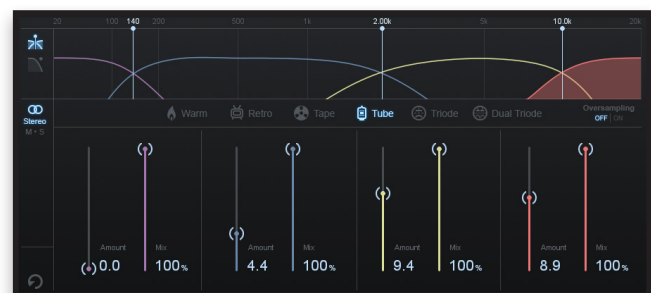 20 100 140 200 500 1k 2.00k 5k 10.0k 20k
Stereo
M • S
Warm Retro Tape Tube Triode Dual Triode
Oversampling
OFF | ON
Amount Mix Amount Mix Amount Mix Amount Mix
0.0 100% 4.4 100% 9.4 100% 8.9 100%